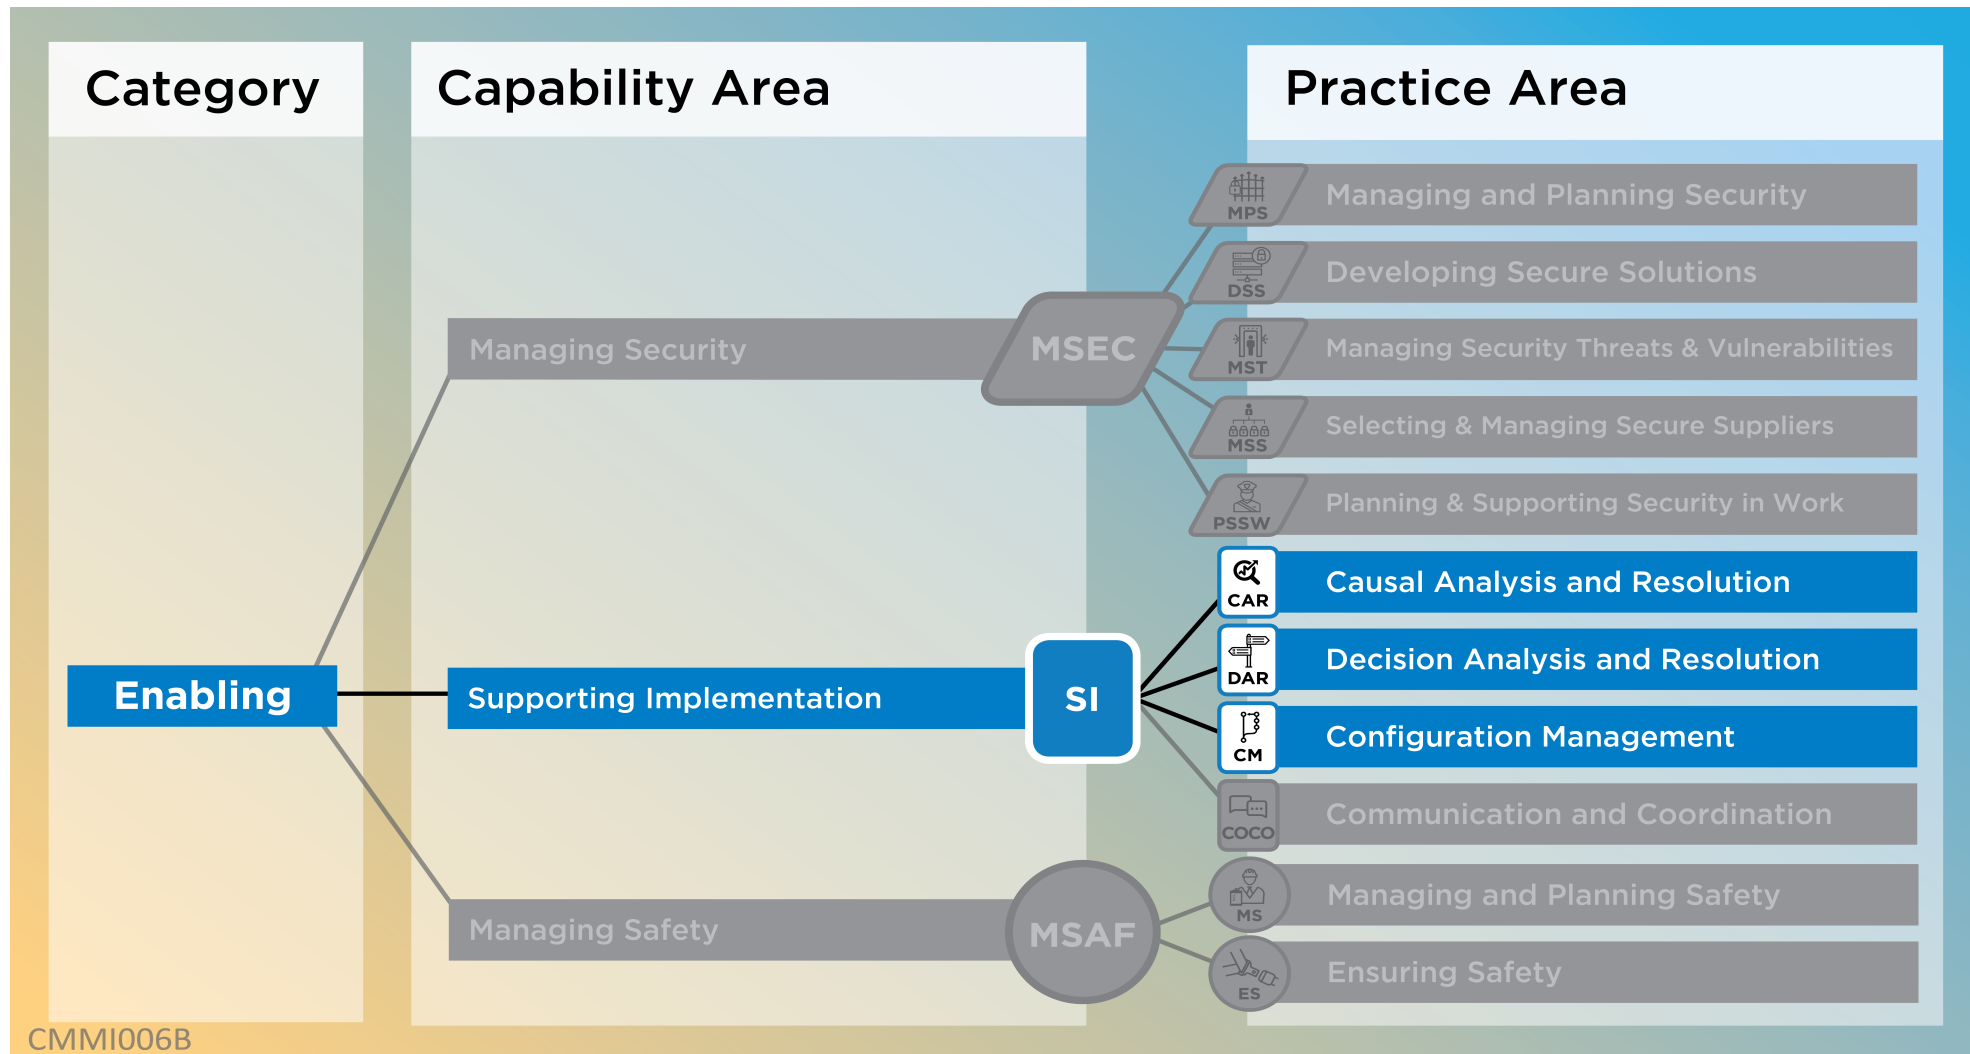 Category
Capability Area
Practice Area
MPS
Managing and Planning Security
DSS
Developing Secure Solutions
MST
Managing Security Threats & Vulnerabilities
MSS
Selecting & Managing Secure Suppliers
PSSW
Planning & Supporting Security in Work
Managing Security
MSEC
CAR
Causal Analysis and Resolution
DAR
Decision Analysis and Resolution
CM
Configuration Management
COCO
Communication and Coordination
Enabling
Supporting Implementation
SI
Managing Safety
MSAF
MS
Managing and Planning Safety
ES
Ensuring Safety
CMMI006B